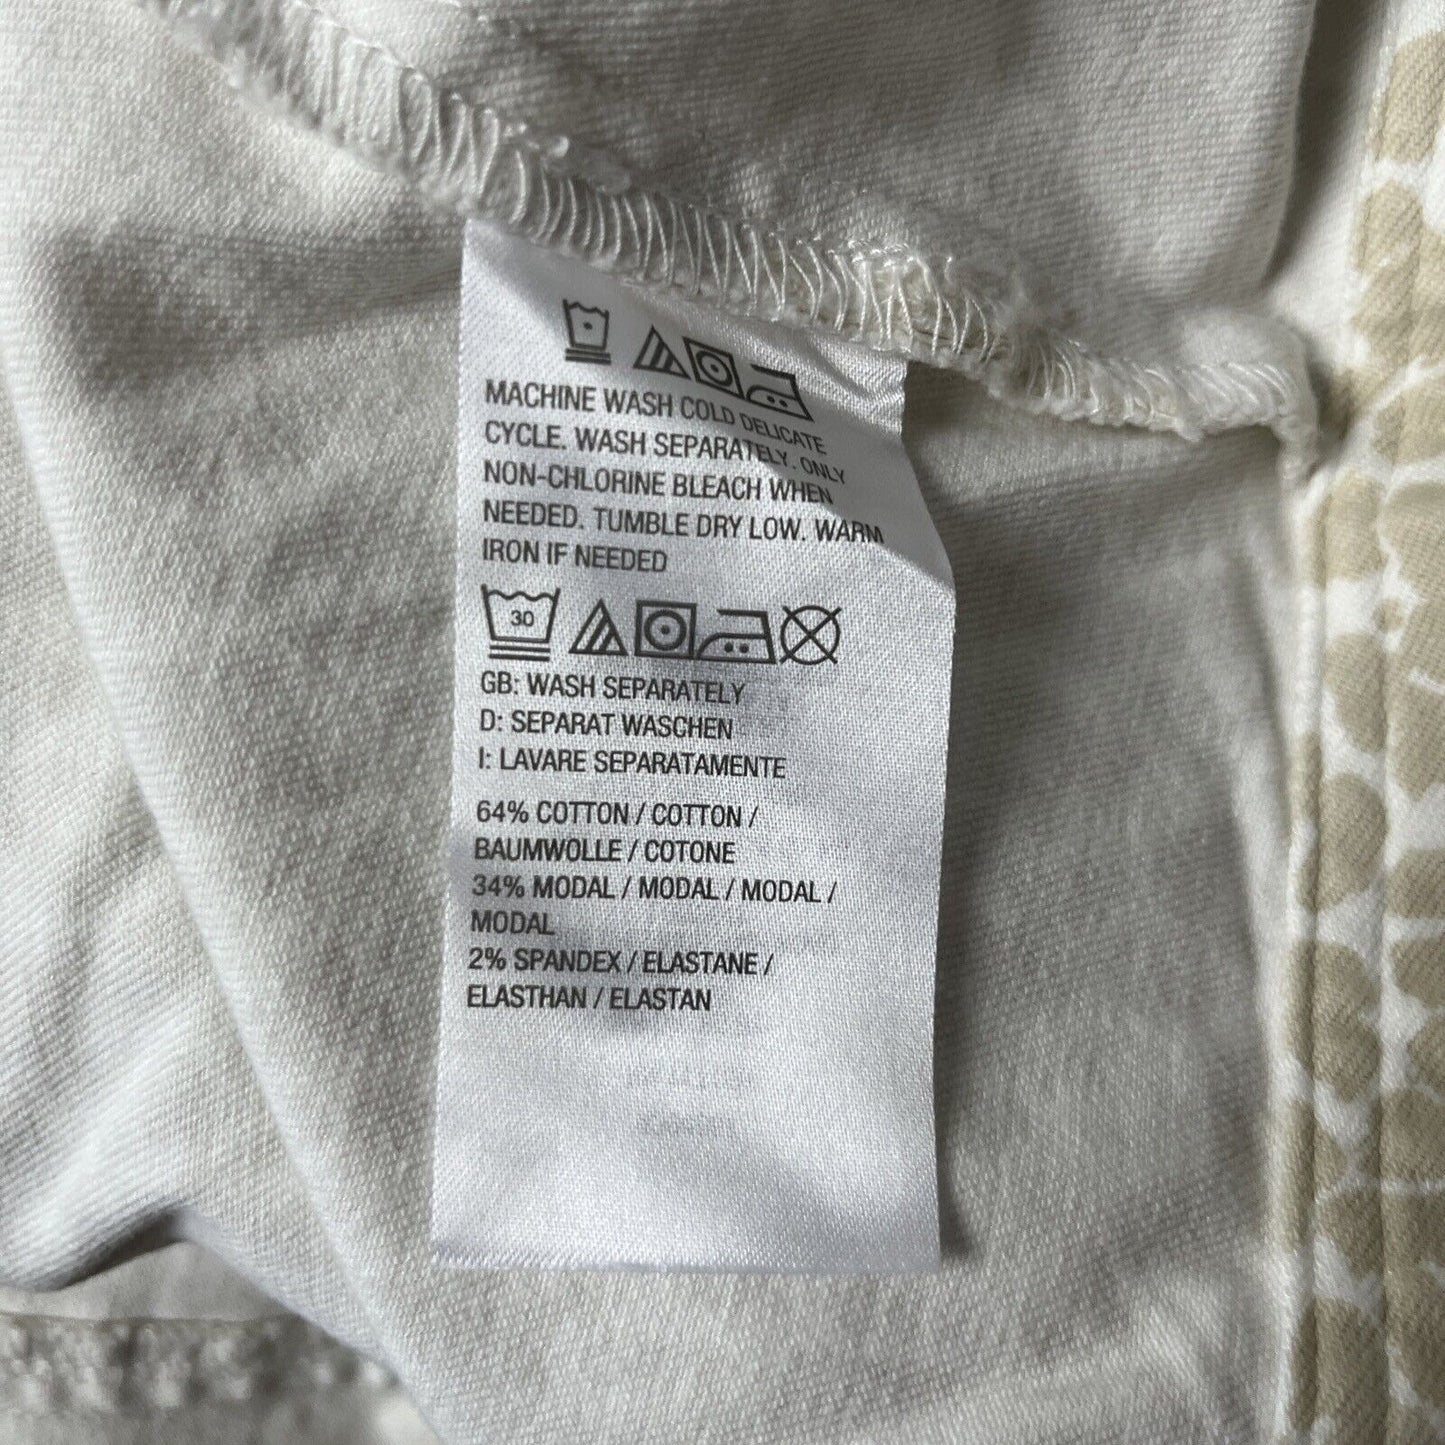 MACHINE WASH COLD DELICATE
CYCLE. WASH SEPARATELY. ONLY
NON-CHLORINE BLEACH WHEN
NEEDED. TUMBLE DRY LOW. WARM
IRON IF NEEDED
30
GB: WASH SEPARATELY
D: SEPARAT WASCHEN
I: LAVARE SEPARATAMENTE
64% COTTON / COTTON /
BAUMWOLLE / COTONE
34% MODAL / MODAL / MODAL /
MODAL
2% SPANDEX / ELASTANE /
ELASTHAN / ELASTAN